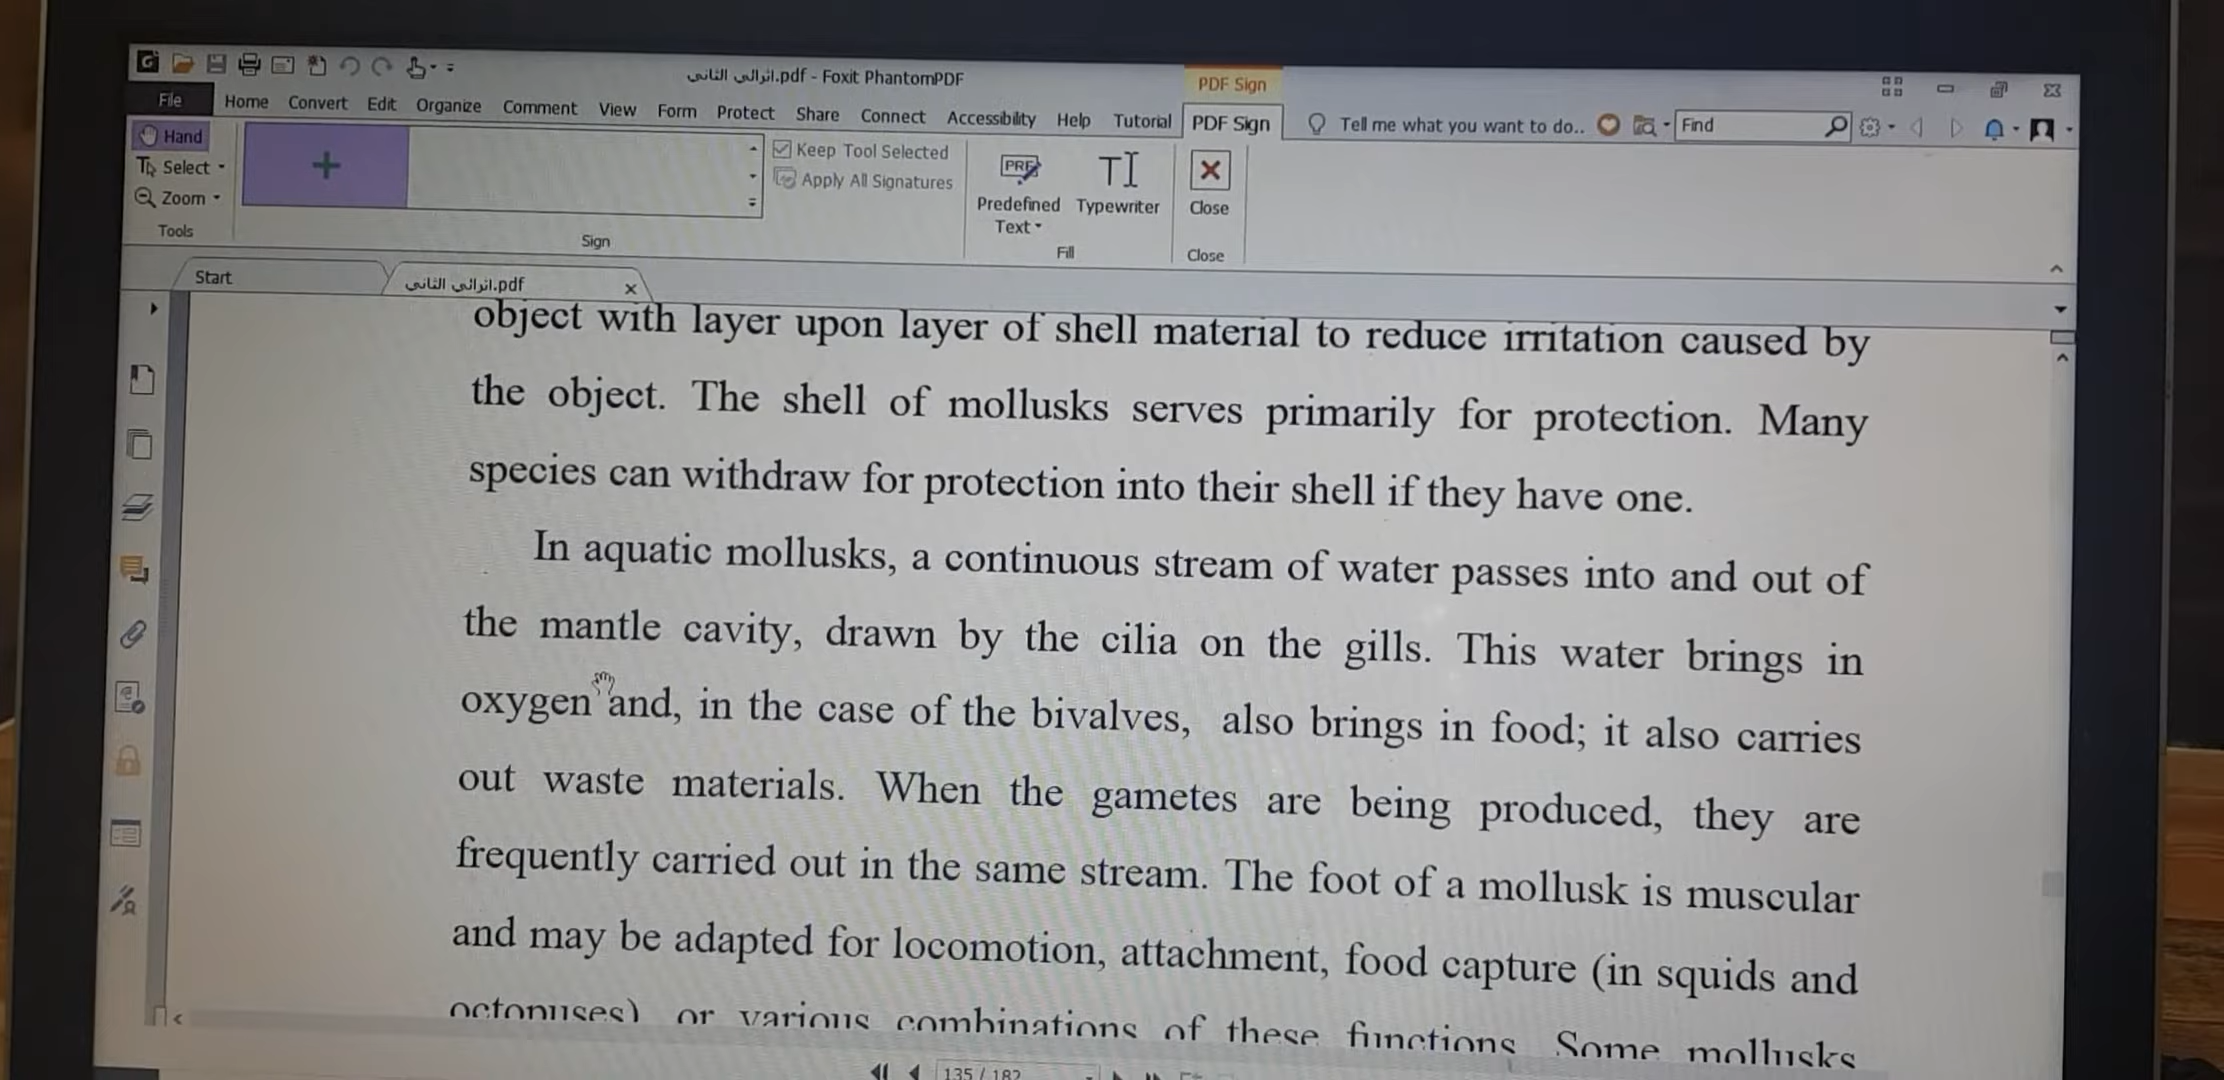 اثرائي الثاني.pdf - Foxit PhantomPDF
PDF Sign
File Home Convert Edit Organize Comment View Form Protect Share Connect Accessibility Help Tutorial PDF Sign Tell me what you want to do.. Find
Hand
Select
Zoom
Tools
Keep Tool Selected
Apply All Signatures
Sign
PRE
Predefined Text
Typewriter
Fill
Close
Close
Start
اثرائي الثاني.pdf
object with layer upon layer of shell material to reduce irritation caused by
the object. The shell of mollusks serves primarily for protection. Many
species can withdraw for protection into their shell if they have one.
In aquatic mollusks, a continuous stream of water passes into and out of
the mantle cavity, drawn by the cilia on the gills. This water brings in
oxygen and, in the case of the bivalves, also brings in food; it also carries
out waste materials. When the gametes are being produced, they are
frequently carried out in the same stream. The foot of a mollusk is muscular
and may be adapted for locomotion, attachment, food capture (in squids and
octopuses) or various combinations of these functions Some mollusks
135 / 182